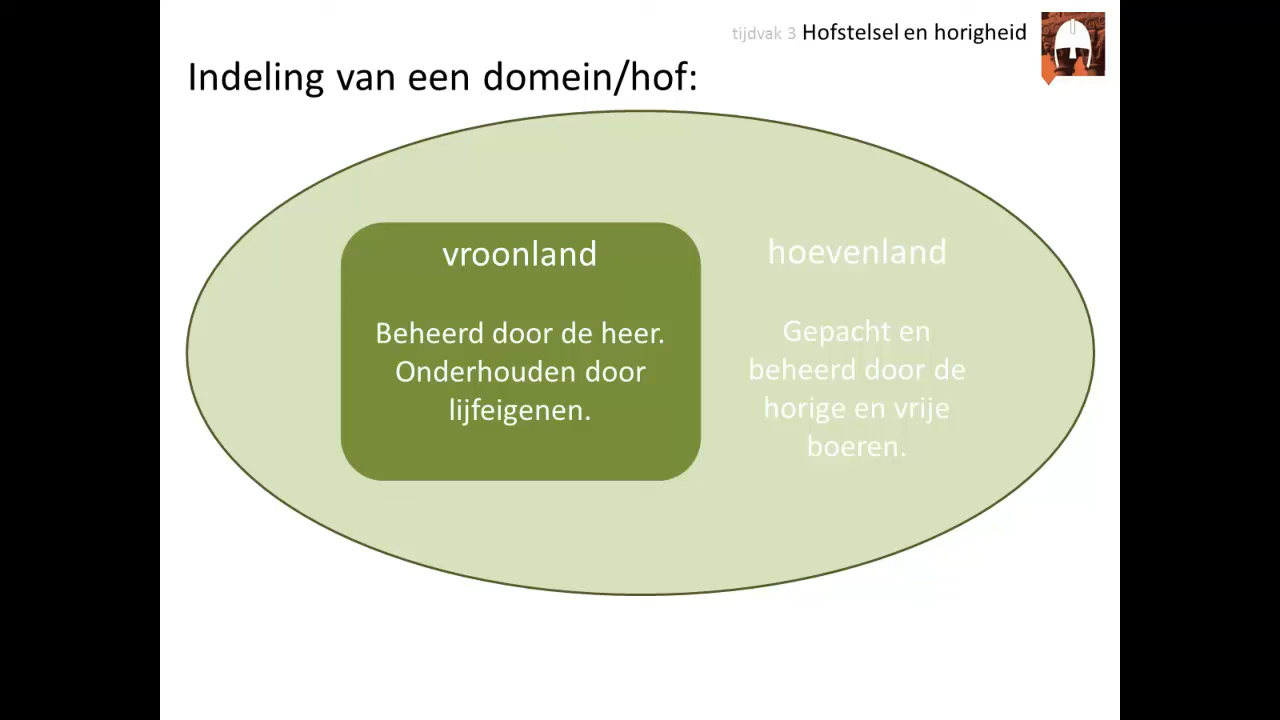 tijdvak 3 Hofstelsel en horigheid
Indeling van een domein/hof:
vroonland
Beheerd door de heer.
Onderhouden door
lijfeigenen.
hoevenland
Gepacht en
beheerd door de
horige en vrije
boeren.